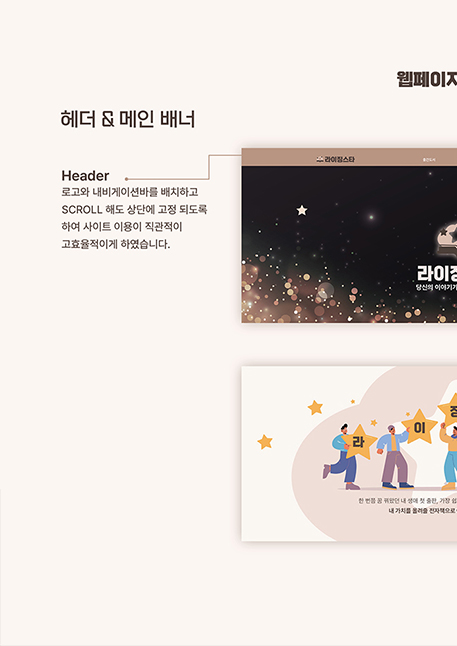 웹페이지
헤더 & 메인 배너
Header
로고와 내비게이션바를 배치하고
SCROLL 해도 상단에 고정 되도록
하여 사이트 이용이 직관적이
고효율적이게 하였습니다.
라이징스타
출간도서
라이징
당신의 이야기가
라
이
징
한 번쯤 꿈 꿔왔던 내 생애 첫 출판, 가장 쉽
내 가치를 올려줄 전자책으로